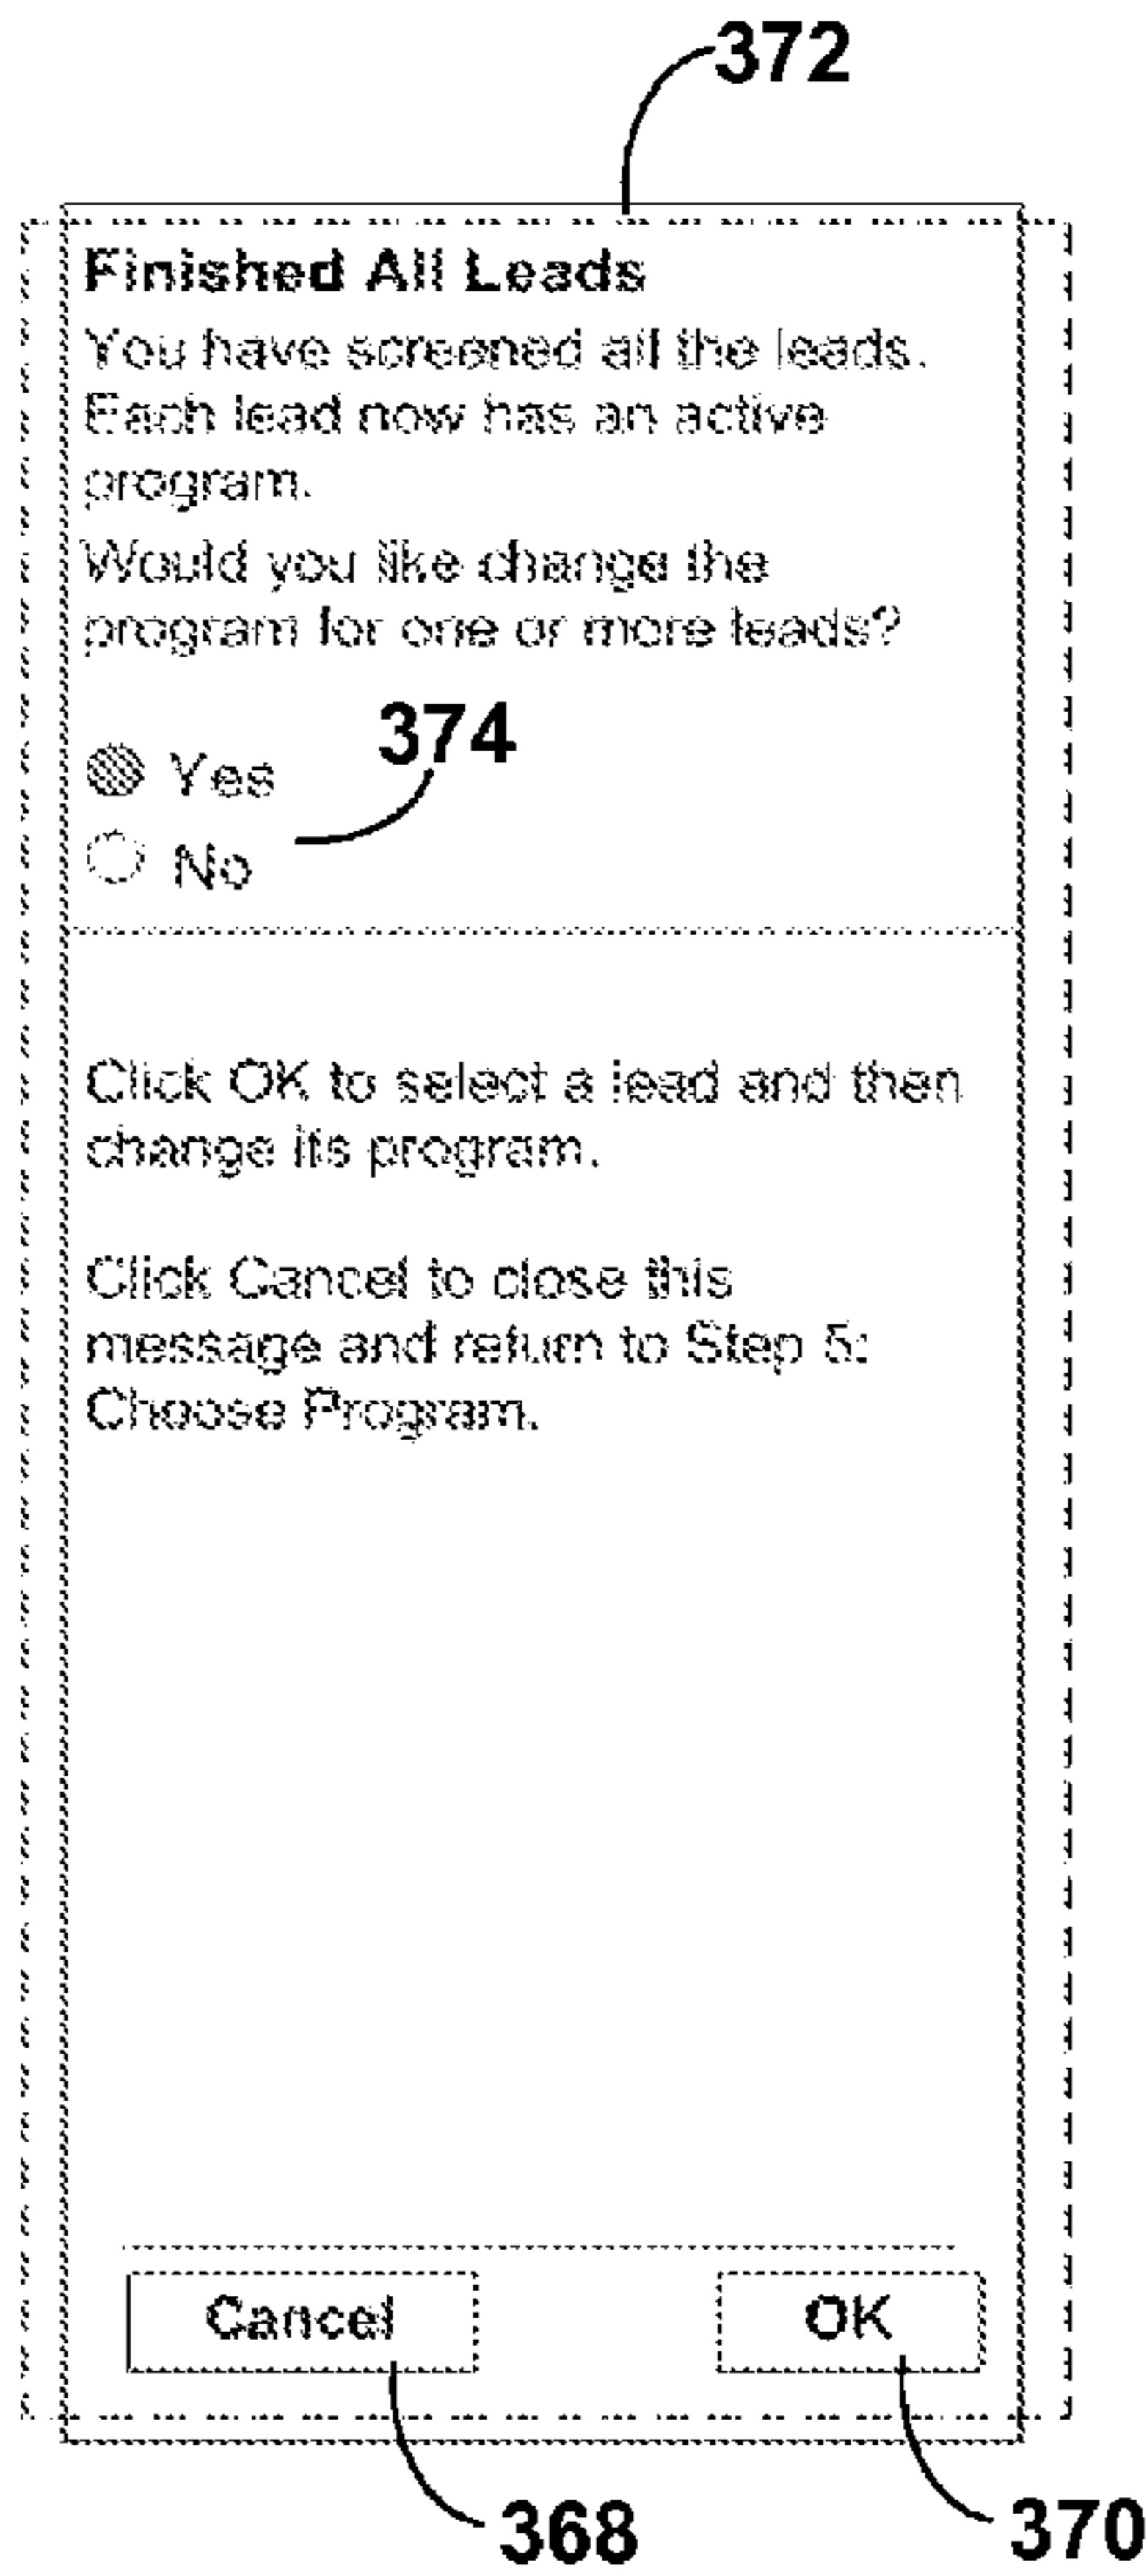 372
Finished All Leads
You have screened all the leads.
Each lead now has an active
program.
Would you like change the
program for one or more leads?
374
Yes
No
Click OK to select a lead and then
change its program.
Click Cancel to close this
message and return to Step 5:
Choose Program.
Cancel
OK
368
370